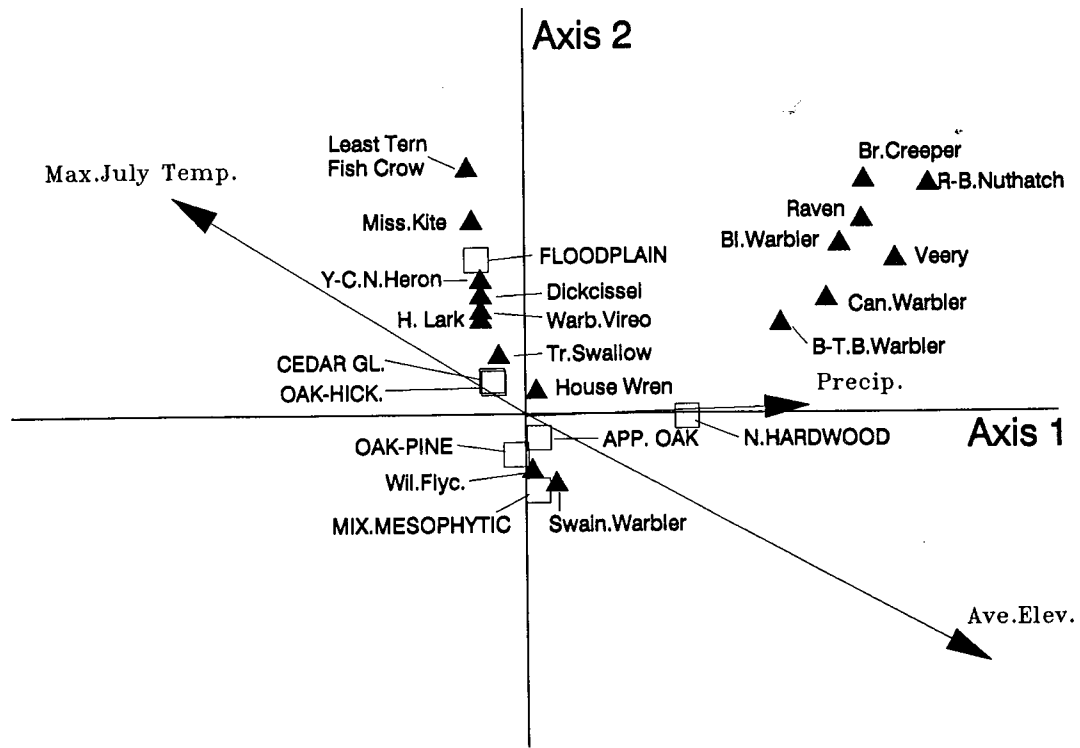 Axis 2
Least Tern
Fish Crow
Br.Creeper
Max.July Temp.
R-B.Nuthatch
Raven
Miss.Kite
Bl.Warbler
Veery
FLOODPLAIN
Y-C.N.Heron
Dickcissel
Can.Warbler
H. Lark
Warb.Vireo
B-T.B.Warbler
Tr.Swallow
CEDAR GL.
OAK-HICK.
House Wren
Precip.
APP. OAK
N.HARDWOOD
Axis 1
OAK-PINE
Wil.Flyc.
MIX.MESOPHYTIC
Swain.Warbler
Ave.Elev.